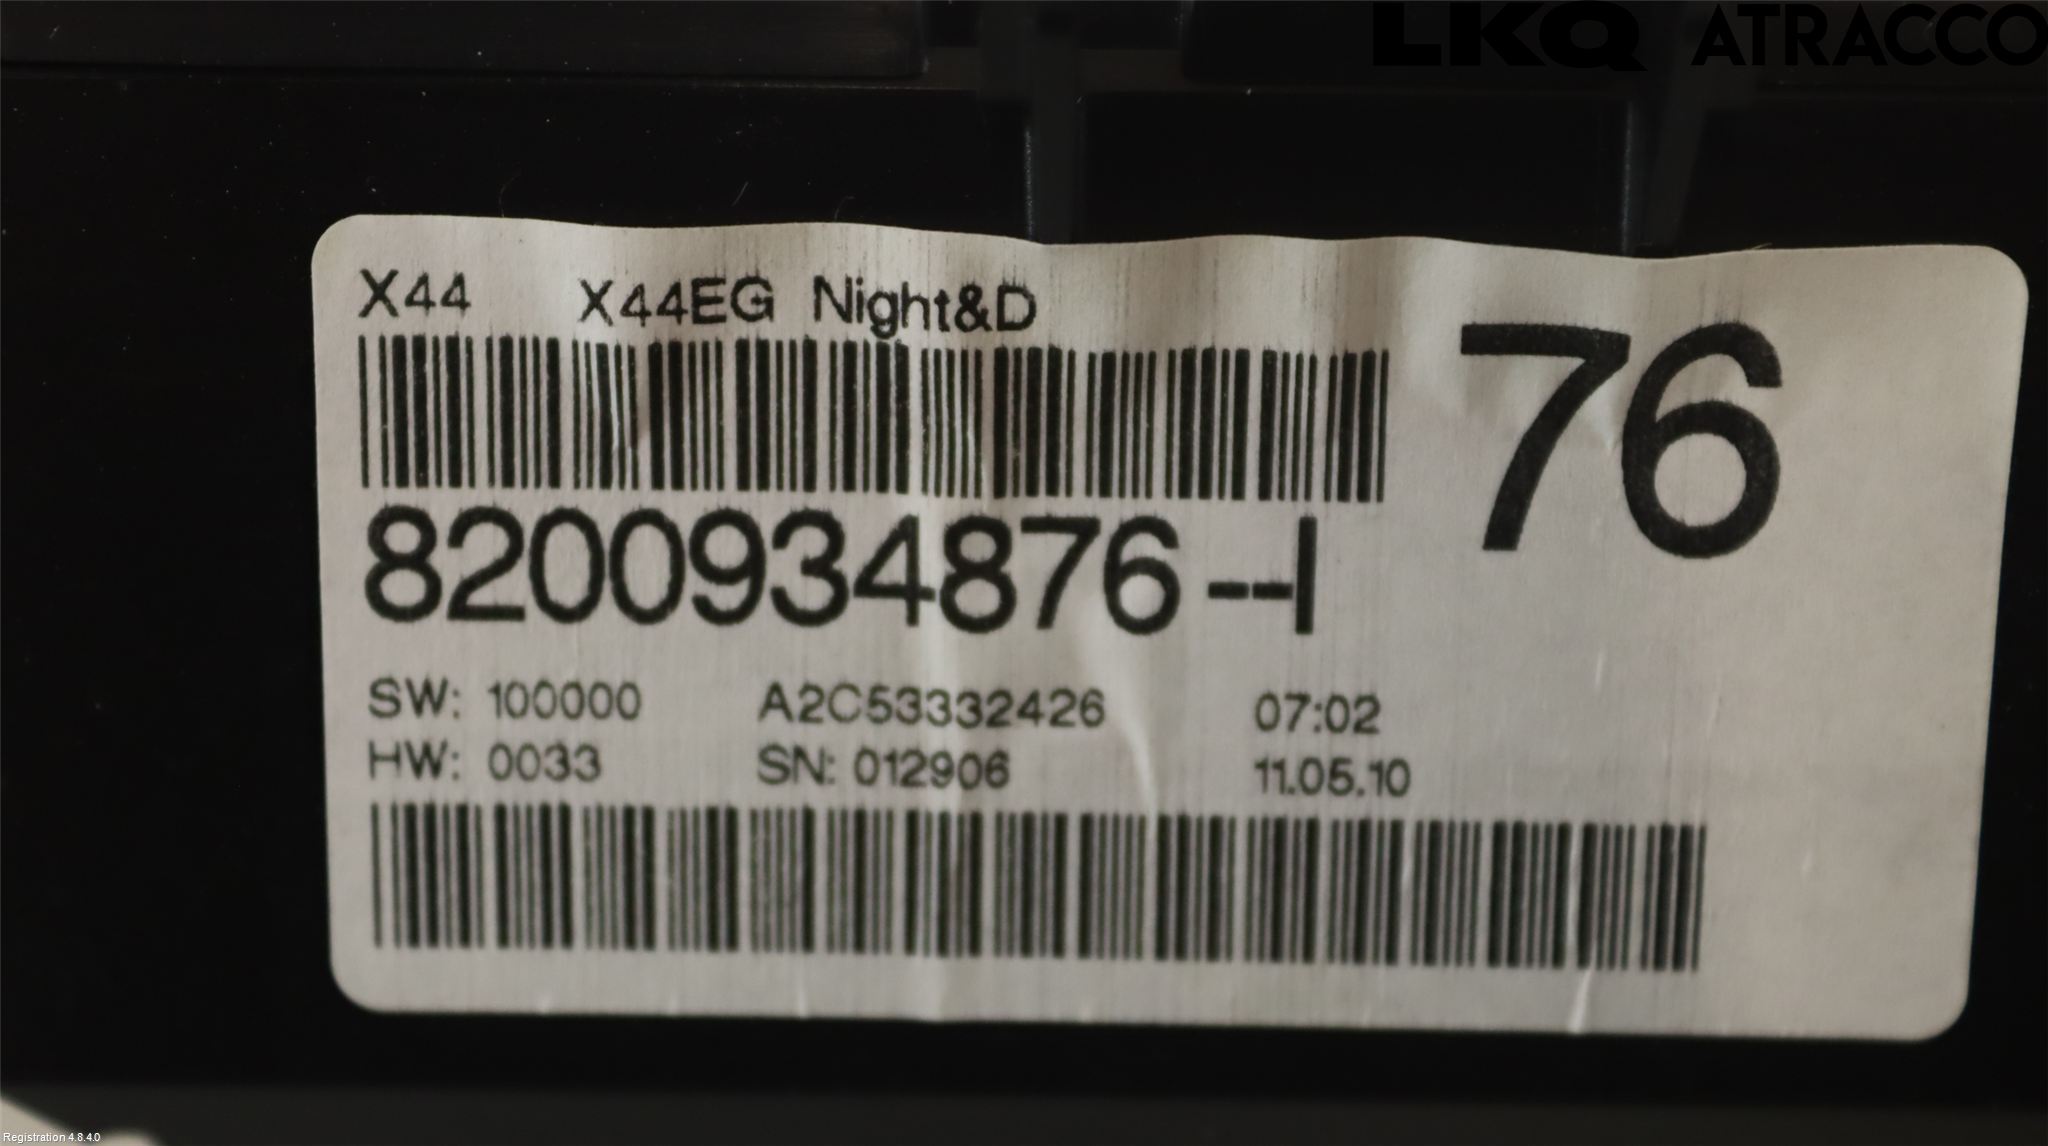 LKQ ATRACCO
X44 X44EG Night&D
76
8200934876--I
SW: 100000 A2C53332426 07:02
HW: 0033 SN: 012906 11.05.10
Registration 4.8.4.0